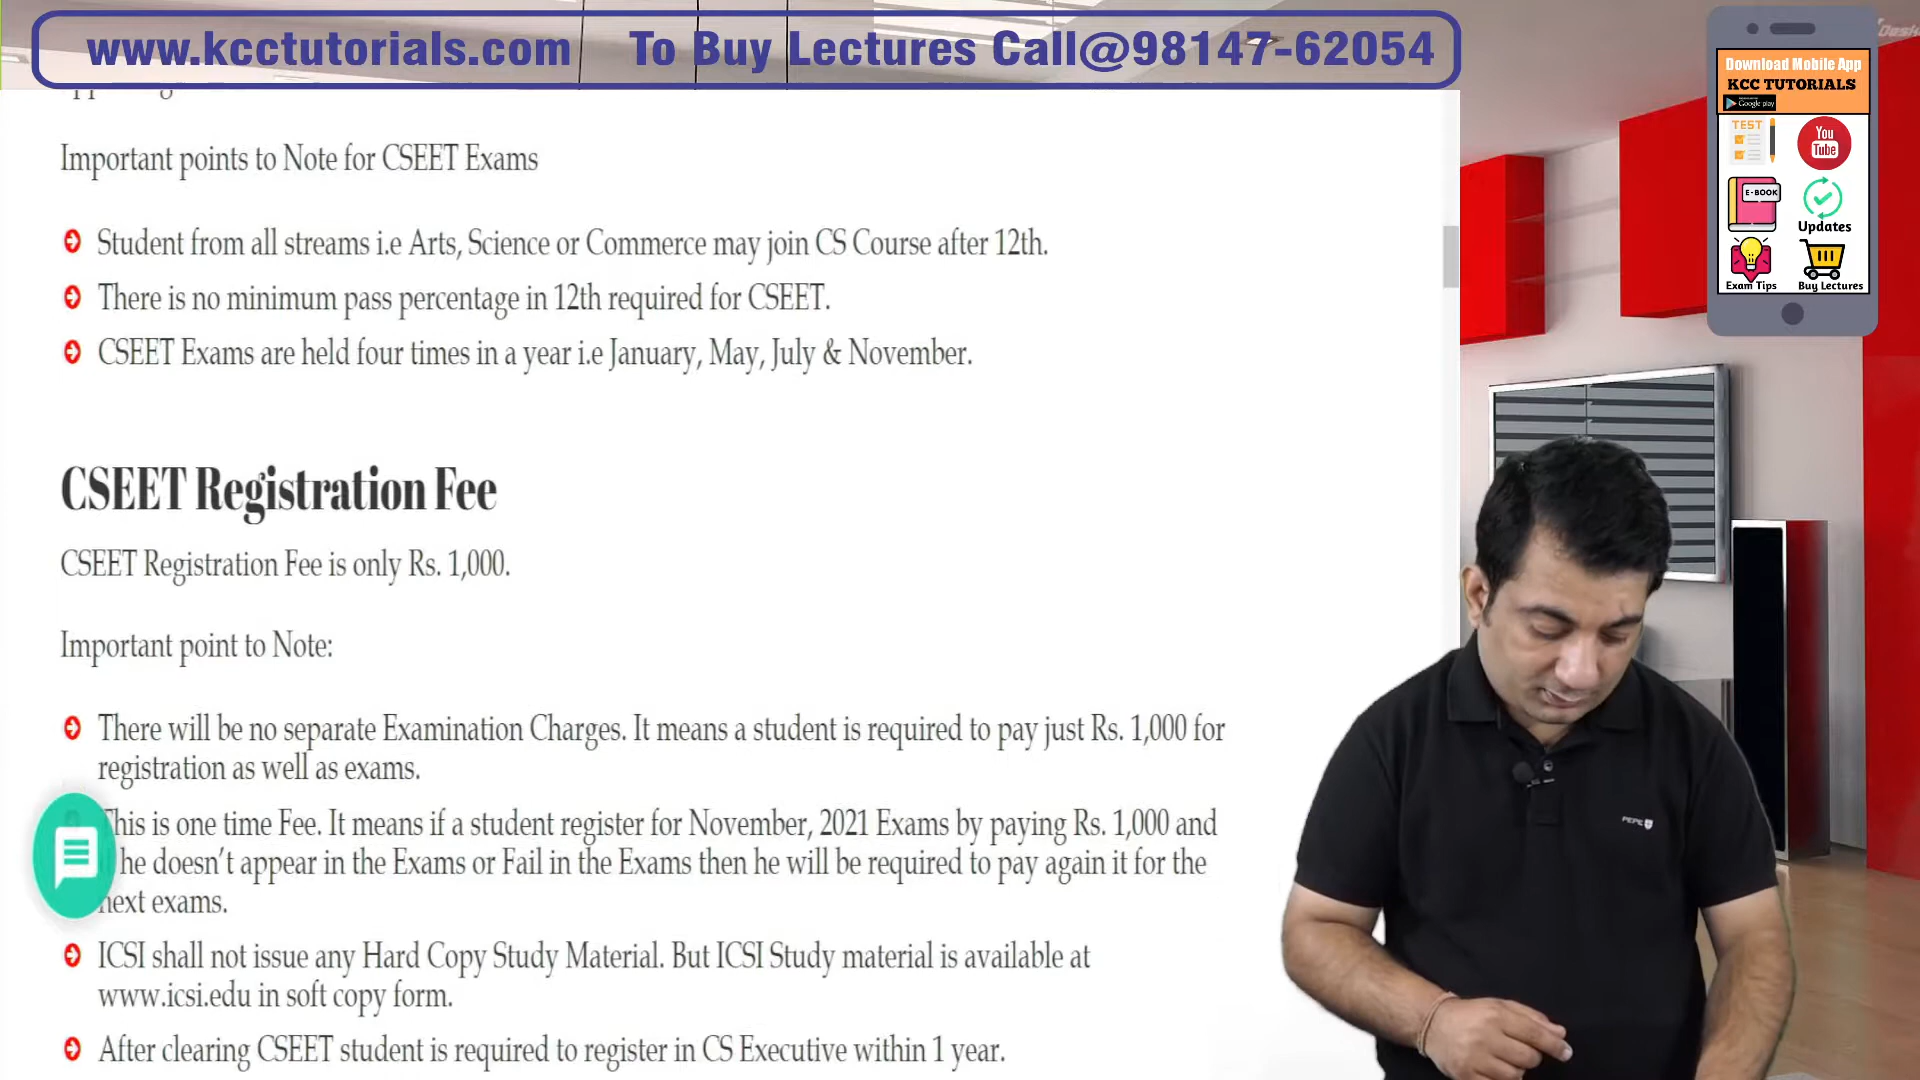 www.kcctutorials.com To Buy Lectures Call@98147-62054
Download Mobile App
KCC TUTORIALS
Google play
TEST
You
Tube
E-BOOK
Updates
Exam Tips
Buy Lectures
Important points to Note for CSEET Exams
Student from all streams i.e Arts, Science or Commerce may join CS Course after 12th.
There is no minimum pass percentage in 12th required for CSEET.
CSEET Exams are held four times in a year i.e January, May, July & November.
CSEET Registration Fee
CSEET Registration Fee is only Rs. 1,000.
Important point to Note:
There will be no separate Examination Charges. It means a student is required to pay just Rs. 1,000 for
registration as well as exams.
This is one time Fee. It means if a student register for November, 2021 Exams by paying Rs. 1,000 and
he doesn't appear in the Exams or Fail in the Exams then he will be required to pay again it for the
next exams.
ICSI shall not issue any Hard Copy Study Material. But ICSI Study material is available at
www.icsi.edu in soft copy form.
After clearing CSEET student is required to register in CS Executive within 1 year.
PEPE